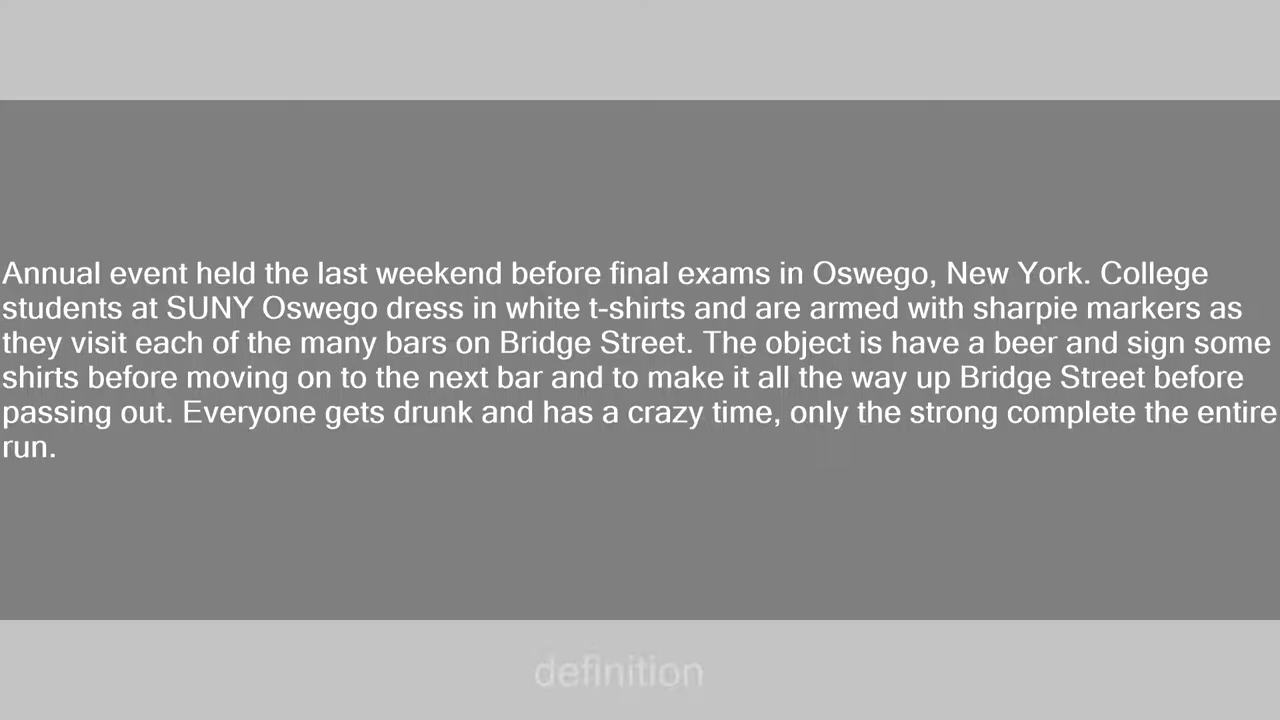 Annual event held the last weekend before final exams in Oswego, New York. College
students at SUNY Oswego dress in white t-shirts and are armed with sharpie markers as
they visit each of the many bars on Bridge Street. The object is have a beer and sign some
shirts before moving on to the next bar and to make it all the way up Bridge Street before
passing out. Everyone gets drunk and has a crazy time, only the strong complete the entire
run.
definition